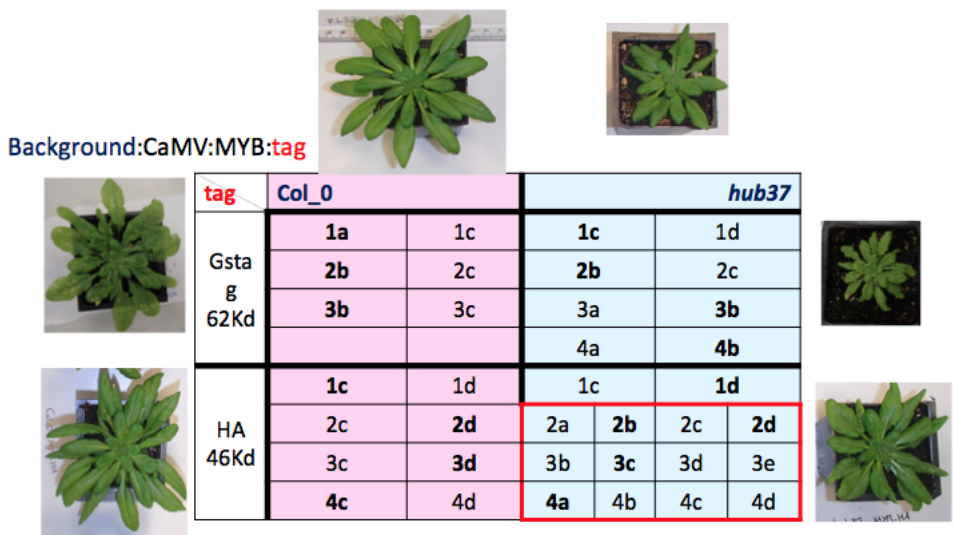 Background:CaMV:MYB:tag
tag Col_0 hub37
Gsta
g
62Kd
1a 1c 1c 1d
2b 2c 2b 2c
3b 3c 3a 3b
4a 4b
HA
46Kd
1c 1d 1c 1d
2c 2d 2a 2b 2c 2d
3c 3d 3b 3c 3d 3e
4c 4d 4a 4b 4c 4d